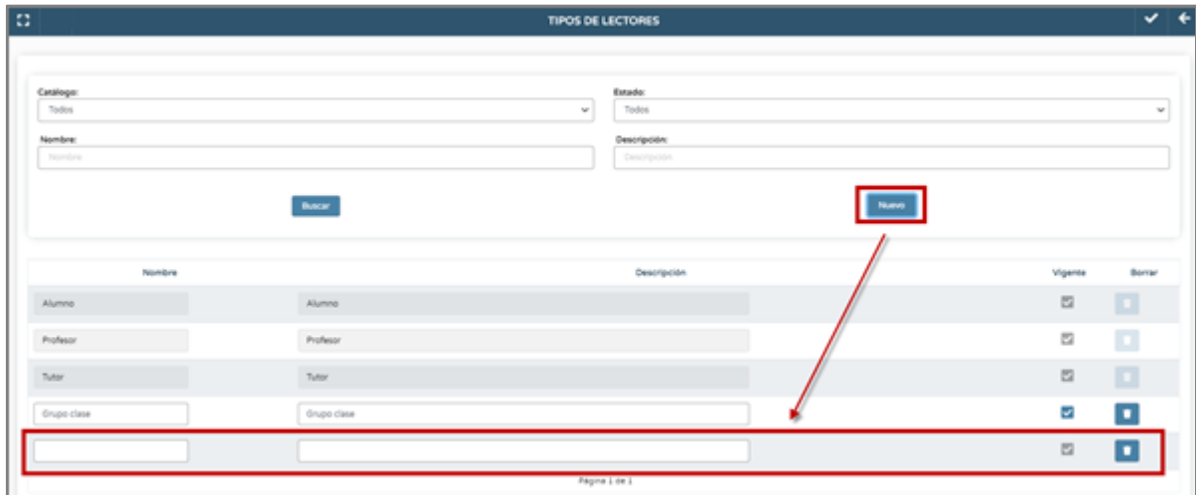 TIPOS DE LECTORES
Catálogo: Estado:
Todos Todos
Nombre: Descripción:
Nombre Descripción
Buscar Nuevo
Nombre Descripción Vigente Borrar
Alumno Alumno
Profesor Profesor
Tutor Tutor
Grupo clase Grupo clase
Página 1 de 1